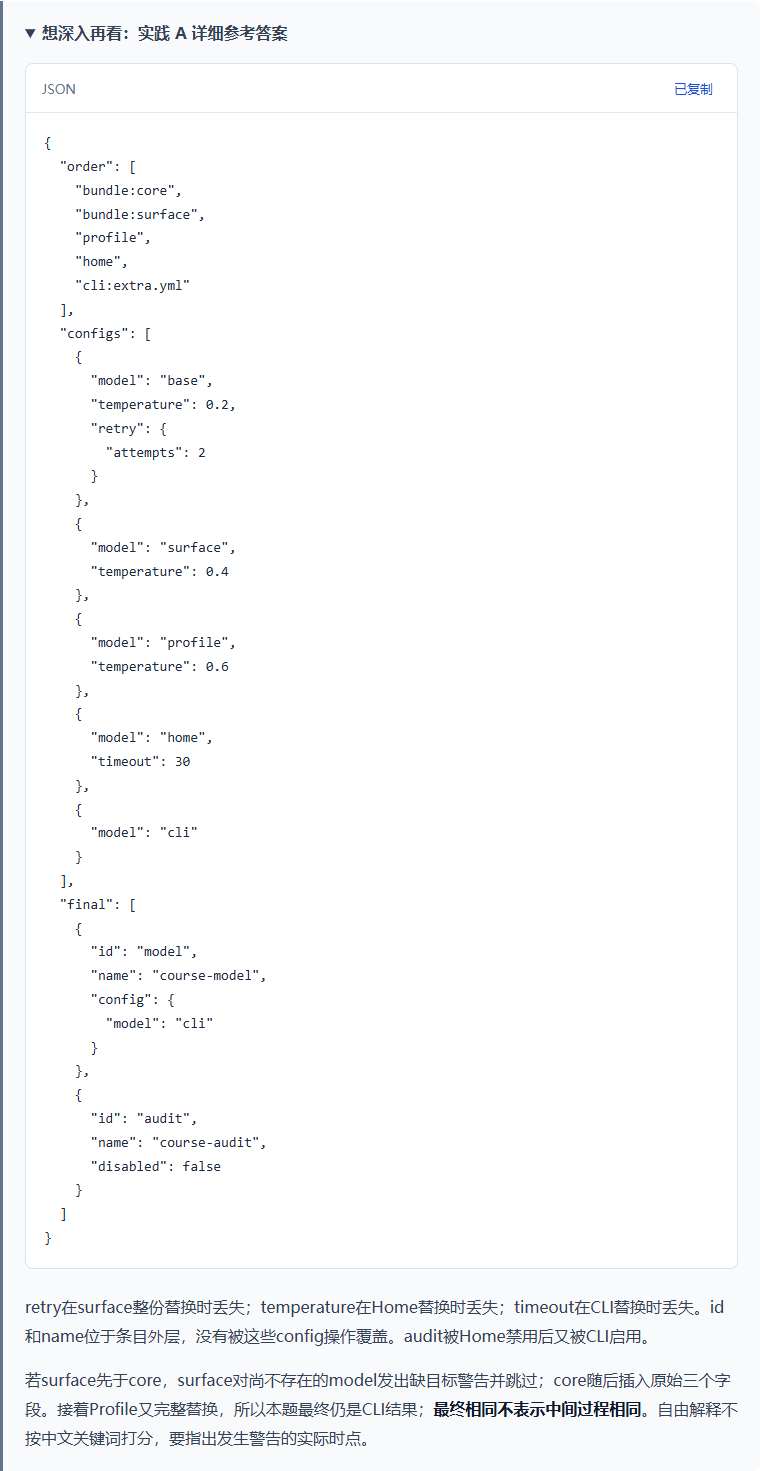 ▼ 想深入再看：实践 A 详细参考答案
JSON
已复制
{
  "order": [
    "bundle:core",
    "bundle:surface",
    "profile",
    "home",
    "cli:extra.yml"
  ],
  "configs": [
    {
      "model": "base",
      "temperature": 0.2,
      "retry": {
        "attempts": 2
      }
    },
    {
      "model": "surface",
      "temperature": 0.4
    },
    {
      "model": "profile",
      "temperature": 0.6
    },
    {
      "model": "home",
      "timeout": 30
    },
    {
      "model": "cli"
    }
  ],
  "final": [
    {
      "id": "model",
      "name": "course-model",
      "config": {
        "model": "cli"
      }
    },
    {
      "id": "audit",
      "name": "course-audit",
      "disabled": false
    }
  ]
}
retry在surface整份替换时丢失；temperature在Home替换时丢失；timeout在CLI替换时丢失。id
和name位于条目外层，没有被这些config操作覆盖。audit被Home禁用后又被CLI启用。
若surface先于core，surface对尚不存在的model发出缺目标警告并跳过；core随后插入原始三个字
段。接着Profile又完整替换，所以本题最终仍是CLI结果；最终相同不表示中间过程相同。自由解释不
按中文关键词打分，要指出发生警告的实际时点。